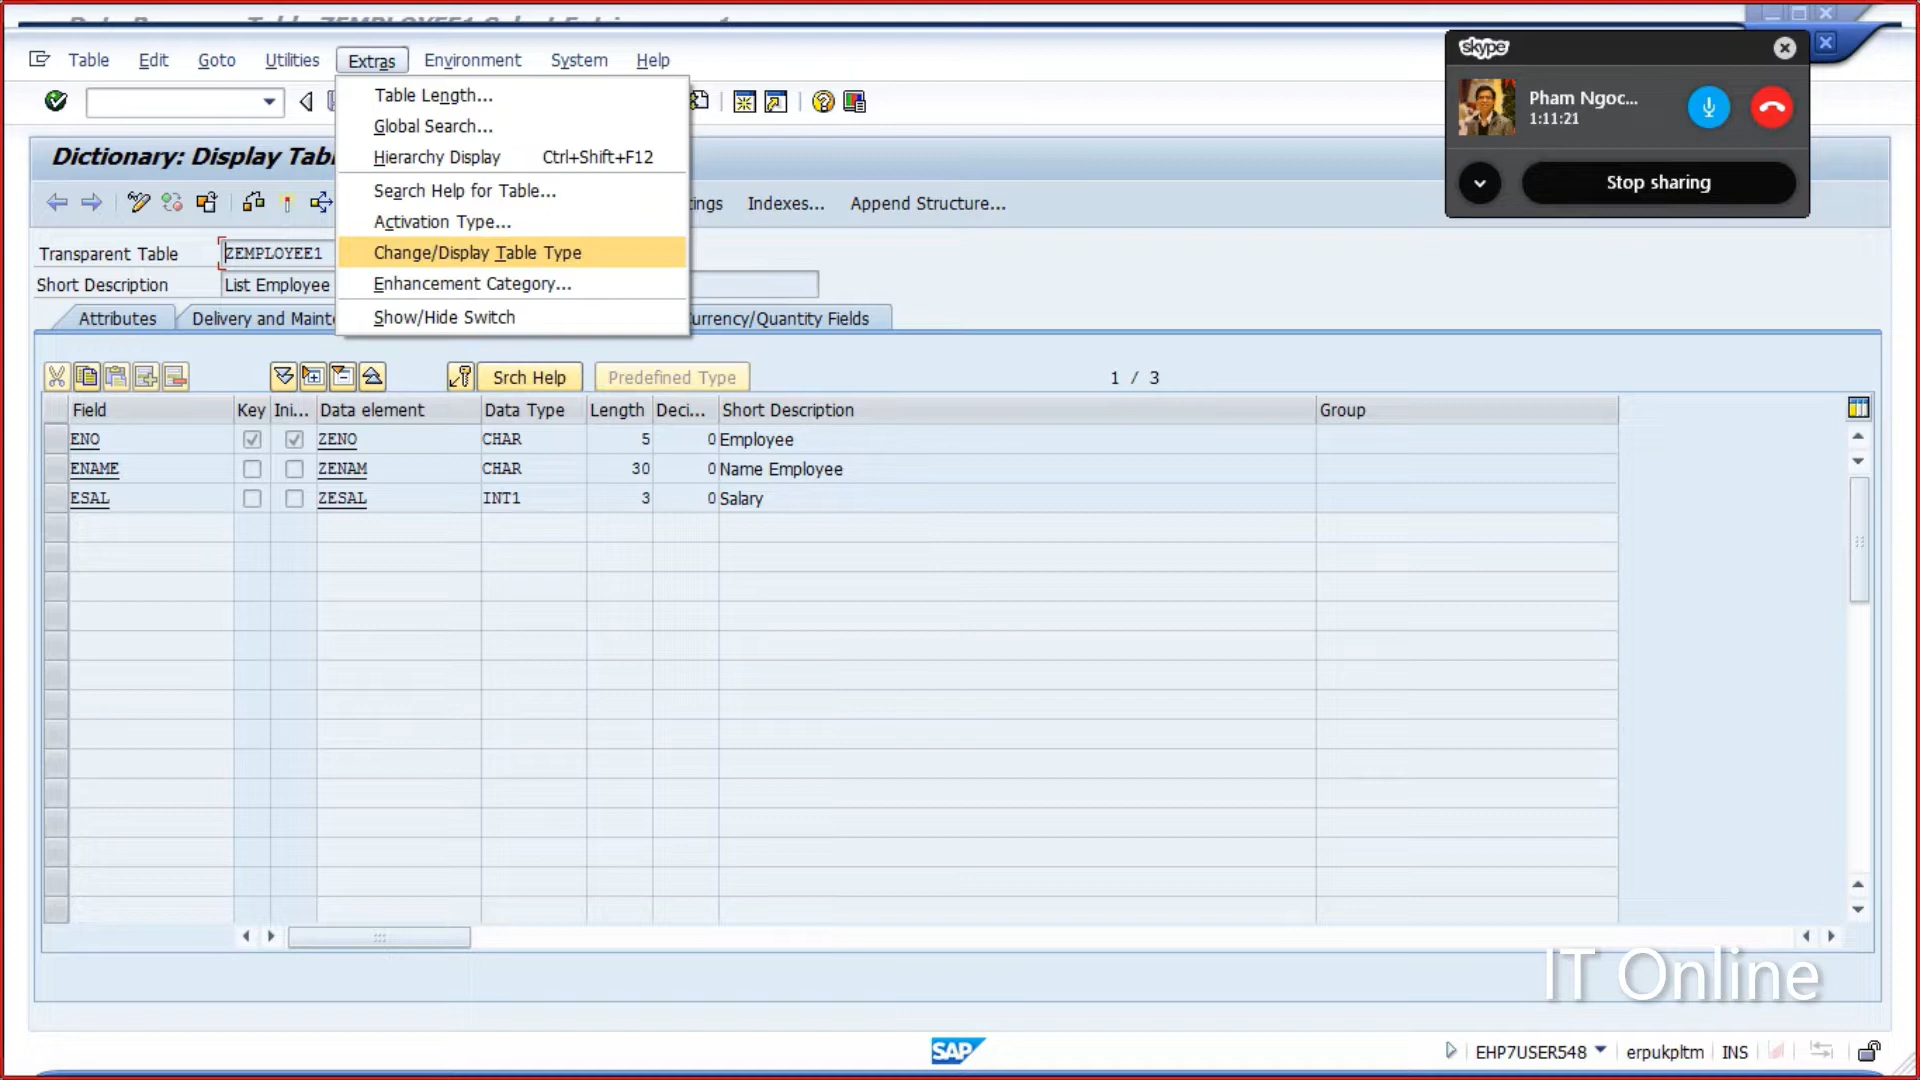 Table Edit Goto Utilities Extras Environment System Help
skype
Pham Ngoc...
1:11:21
Stop sharing
Table Length...
Global Search...
Hierarchy Display Ctrl+Shift+F12
Search Help for Table...
Activation Type...
Change/Display Table Type
Enhancement Category...
Show/Hide Switch
Dictionary: Display
Indexes... Append Structure...
Transparent Table ZEMPLOYEE1
Short Description List Employee
Attributes Delivery and Currency/Quantity Fields
Srch Help Predefined Type 1 / 3
Field Key Ini... Data element Data Type Length Deci... Short Description Group
ENO ZENO CHAR 5 0 Employee
ENAME ZENAM CHAR 30 0 Name Employee
ESAL ZESAL INT1 3 0 Salary
IT Online
SAP EHP7USER548 erpukpltm INS